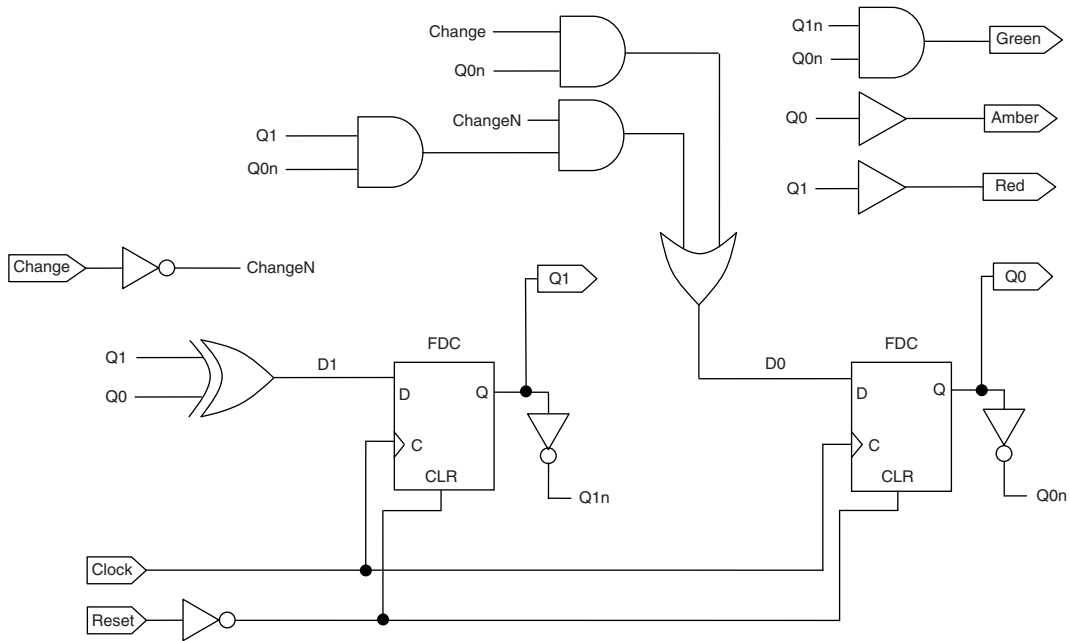 Change
Q0n
Q1n
Q0n
Green
ChangeN
Q1
Q0n
Q0
Amber
Q1
Red
Change
ChangeN
Q1
Q0
Q1
Q0
D1
FDC
D
Q
C
CLR
Q1n
D0
FDC
D
Q
C
CLR
Q0n
Clock
Reset